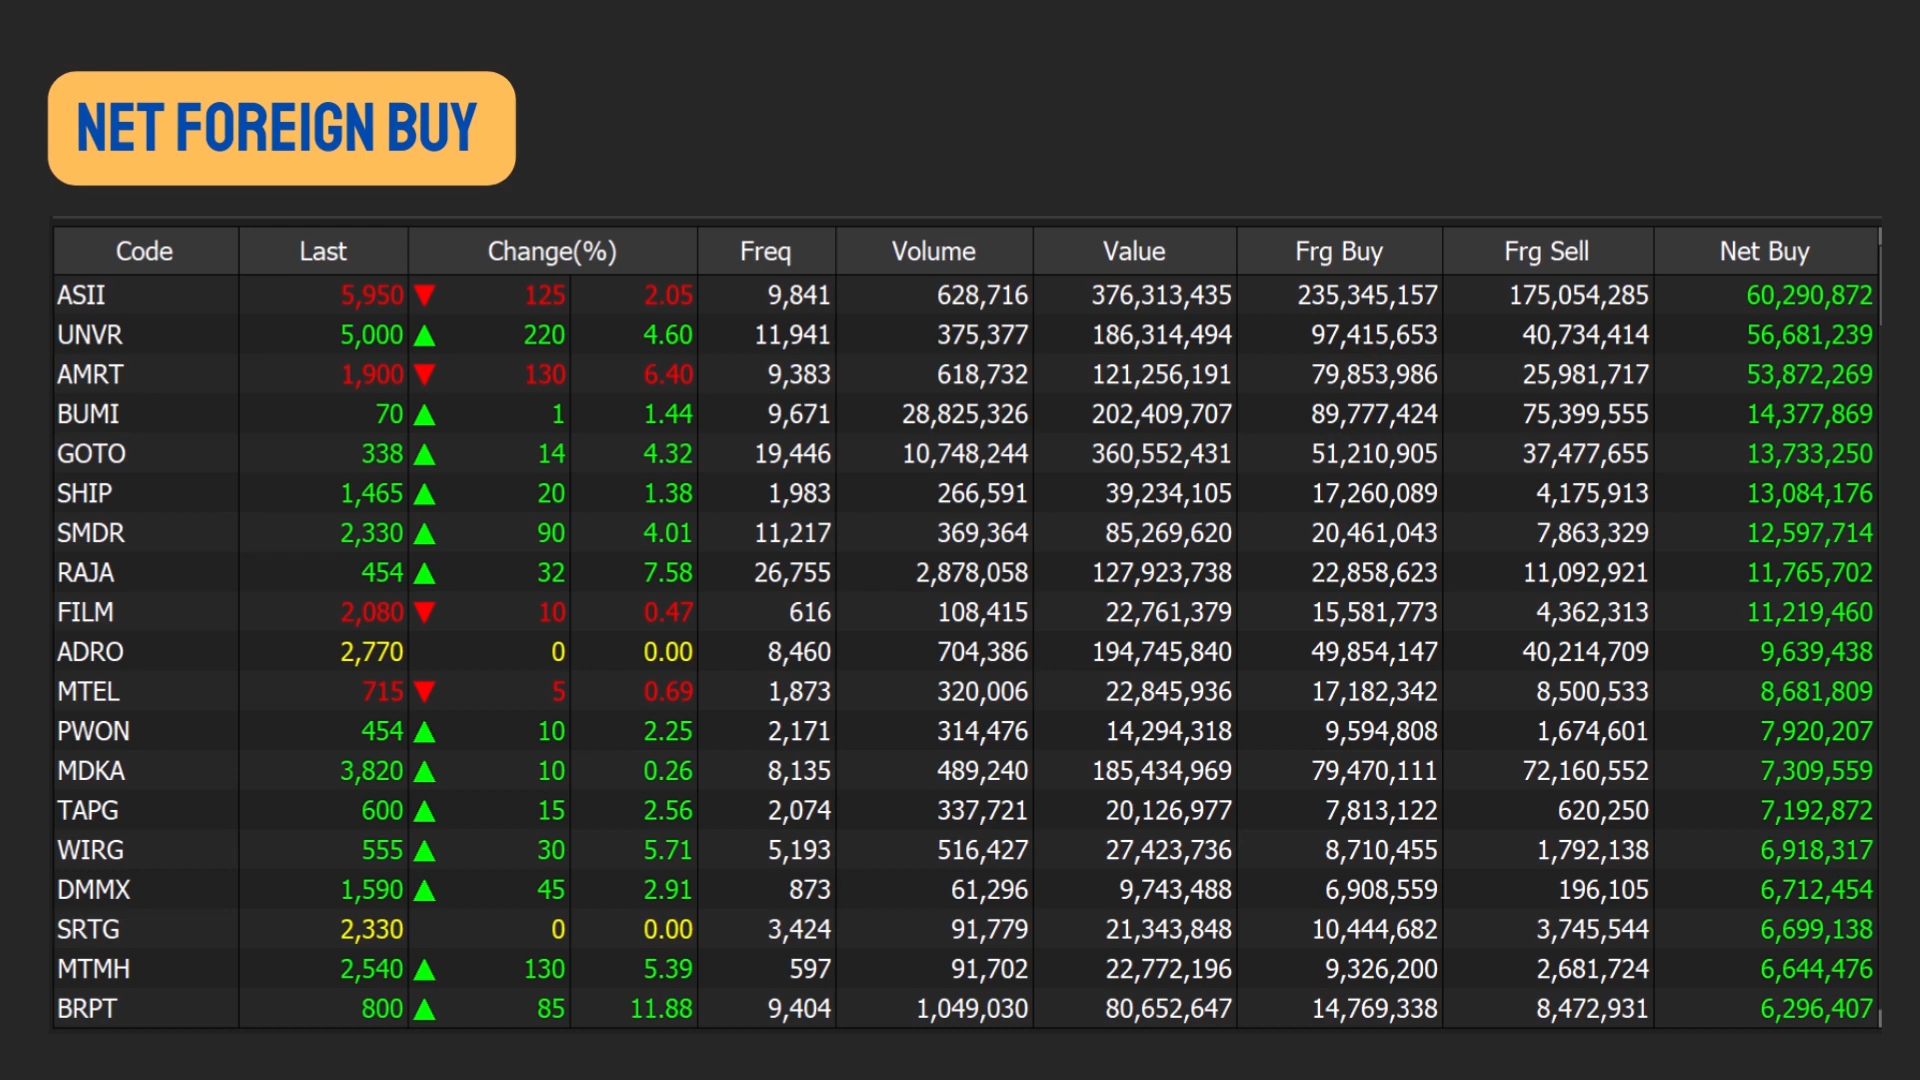 NET FOREIGN BUY
Code Last Change(%) Freq Volume Value Frg Buy Frg Sell Net Buy
ASII 5,950 ▼ 125 2.05 9,841 628,716 376,313,435 235,345,157 175,054,285 60,290,872
UNVR 5,000 ▲ 220 4.60 11,941 375,377 186,314,494 97,415,653 40,734,414 56,681,239
AMRT 1,900 ▼ 130 6.40 9,383 618,732 121,256,191 79,853,986 25,981,717 53,872,269
BUMI 70 ▲ 1 1.44 9,671 28,825,326 202,409,707 89,777,424 75,399,555 14,377,869
GOTO 338 ▲ 14 4.32 19,446 10,748,244 360,552,431 51,210,905 37,477,655 13,733,250
SHIP 1,465 ▲ 20 1.38 1,983 266,591 39,234,105 17,260,089 4,175,913 13,084,176
SMDR 2,330 ▲ 90 4.01 11,217 369,364 85,269,620 20,461,043 7,863,329 12,597,714
RAJA 454 ▲ 32 7.58 26,755 2,878,058 127,923,738 22,858,623 11,092,921 11,765,702
FILM 2,080 ▼ 10 0.47 616 108,415 22,761,379 15,581,773 4,362,313 11,219,460
ADRO 2,770 0 0.00 8,460 704,386 194,745,840 49,854,147 40,214,709 9,639,438
MTEL 715 ▼ 5 0.69 1,873 320,006 22,845,936 17,182,342 8,500,533 8,681,809
PWON 454 ▲ 10 2.25 2,171 314,476 14,294,318 9,594,808 1,674,601 7,920,207
MDKA 3,820 ▲ 10 0.26 8,135 489,240 185,434,969 79,470,111 72,160,552 7,309,559
TAPG 600 ▲ 15 2.56 2,074 337,721 20,126,977 7,813,122 620,250 7,192,872
WIRG 555 ▲ 30 5.71 5,193 516,427 27,423,736 8,710,455 1,792,138 6,918,317
DMMX 1,590 ▲ 45 2.91 873 61,296 9,743,488 6,908,559 196,105 6,712,454
SRTG 2,330 0 0.00 3,424 91,779 21,343,848 10,444,682 3,745,544 6,699,138
MTMH 2,540 ▲ 130 5.39 597 91,702 22,772,196 9,326,200 2,681,724 6,644,476
BRPT 800 ▲ 85 11.88 9,404 1,049,030 80,652,647 14,769,338 8,472,931 6,296,407